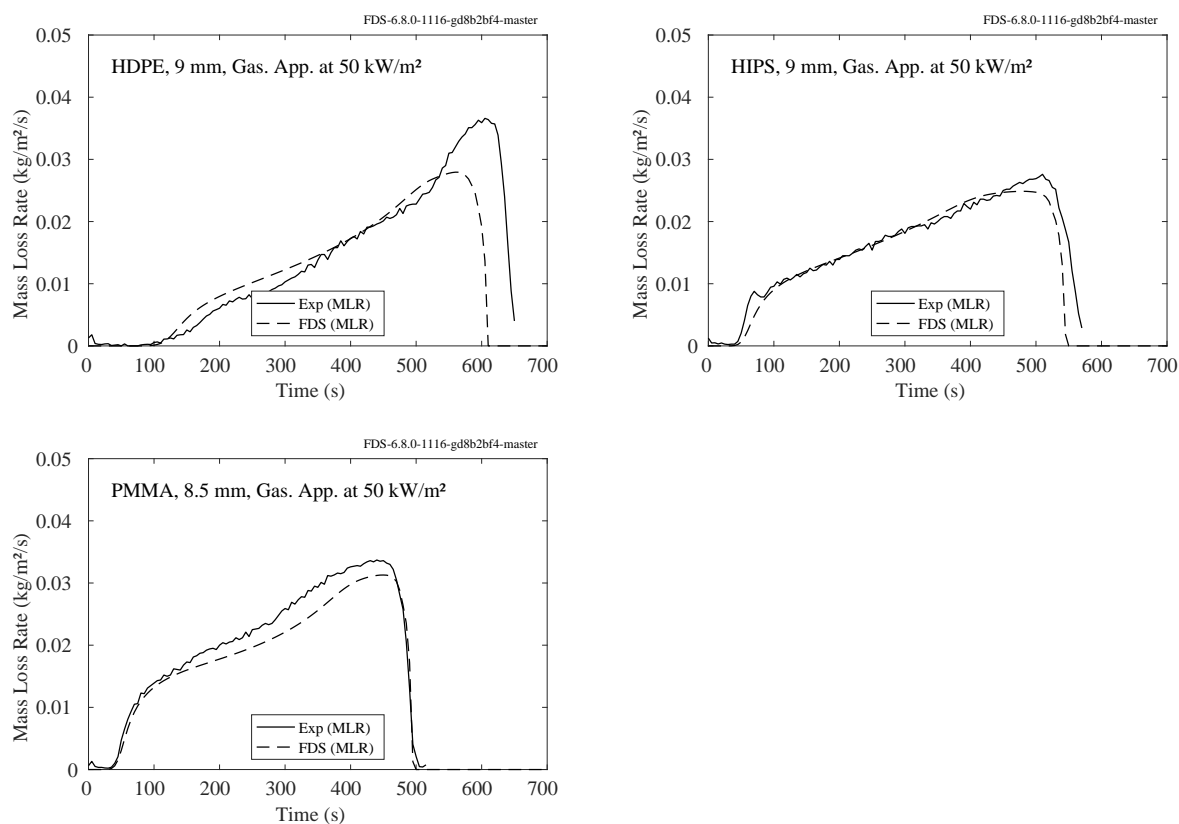 FDS-6.8.0-1116-gd8b2bf4-master
HDPE, 9 mm, Gas. App. at 50 kW/m²
Mass Loss Rate (kg/m²/s)
0.05
0.04
0.03
0.02
0.01
0
Exp (MLR)
FDS (MLR)
0 100 200 300 400 500 600 700
Time (s)
FDS-6.8.0-1116-gd8b2bf4-master
HIPS, 9 mm, Gas. App. at 50 kW/m²
Mass Loss Rate (kg/m²/s)
0.05
0.04
0.03
0.02
0.01
0
Exp (MLR)
FDS (MLR)
0 100 200 300 400 500 600 700
Time (s)
FDS-6.8.0-1116-gd8b2bf4-master
PMMA, 8.5 mm, Gas. App. at 50 kW/m²
Mass Loss Rate (kg/m²/s)
0.05
0.04
0.03
0.02
0.01
0
Exp (MLR)
FDS (MLR)
0 100 200 300 400 500 600 700
Time (s)